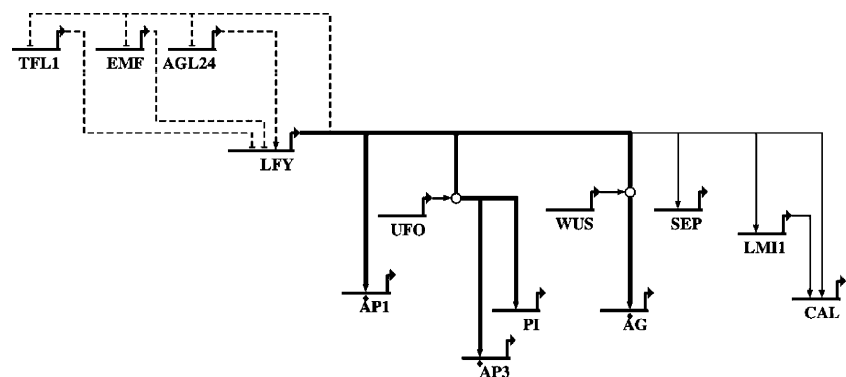 TFL1 EMF AGL24
LFY
UFO WUS SEP
LMI1
AP1 PI AG CAL
AP3